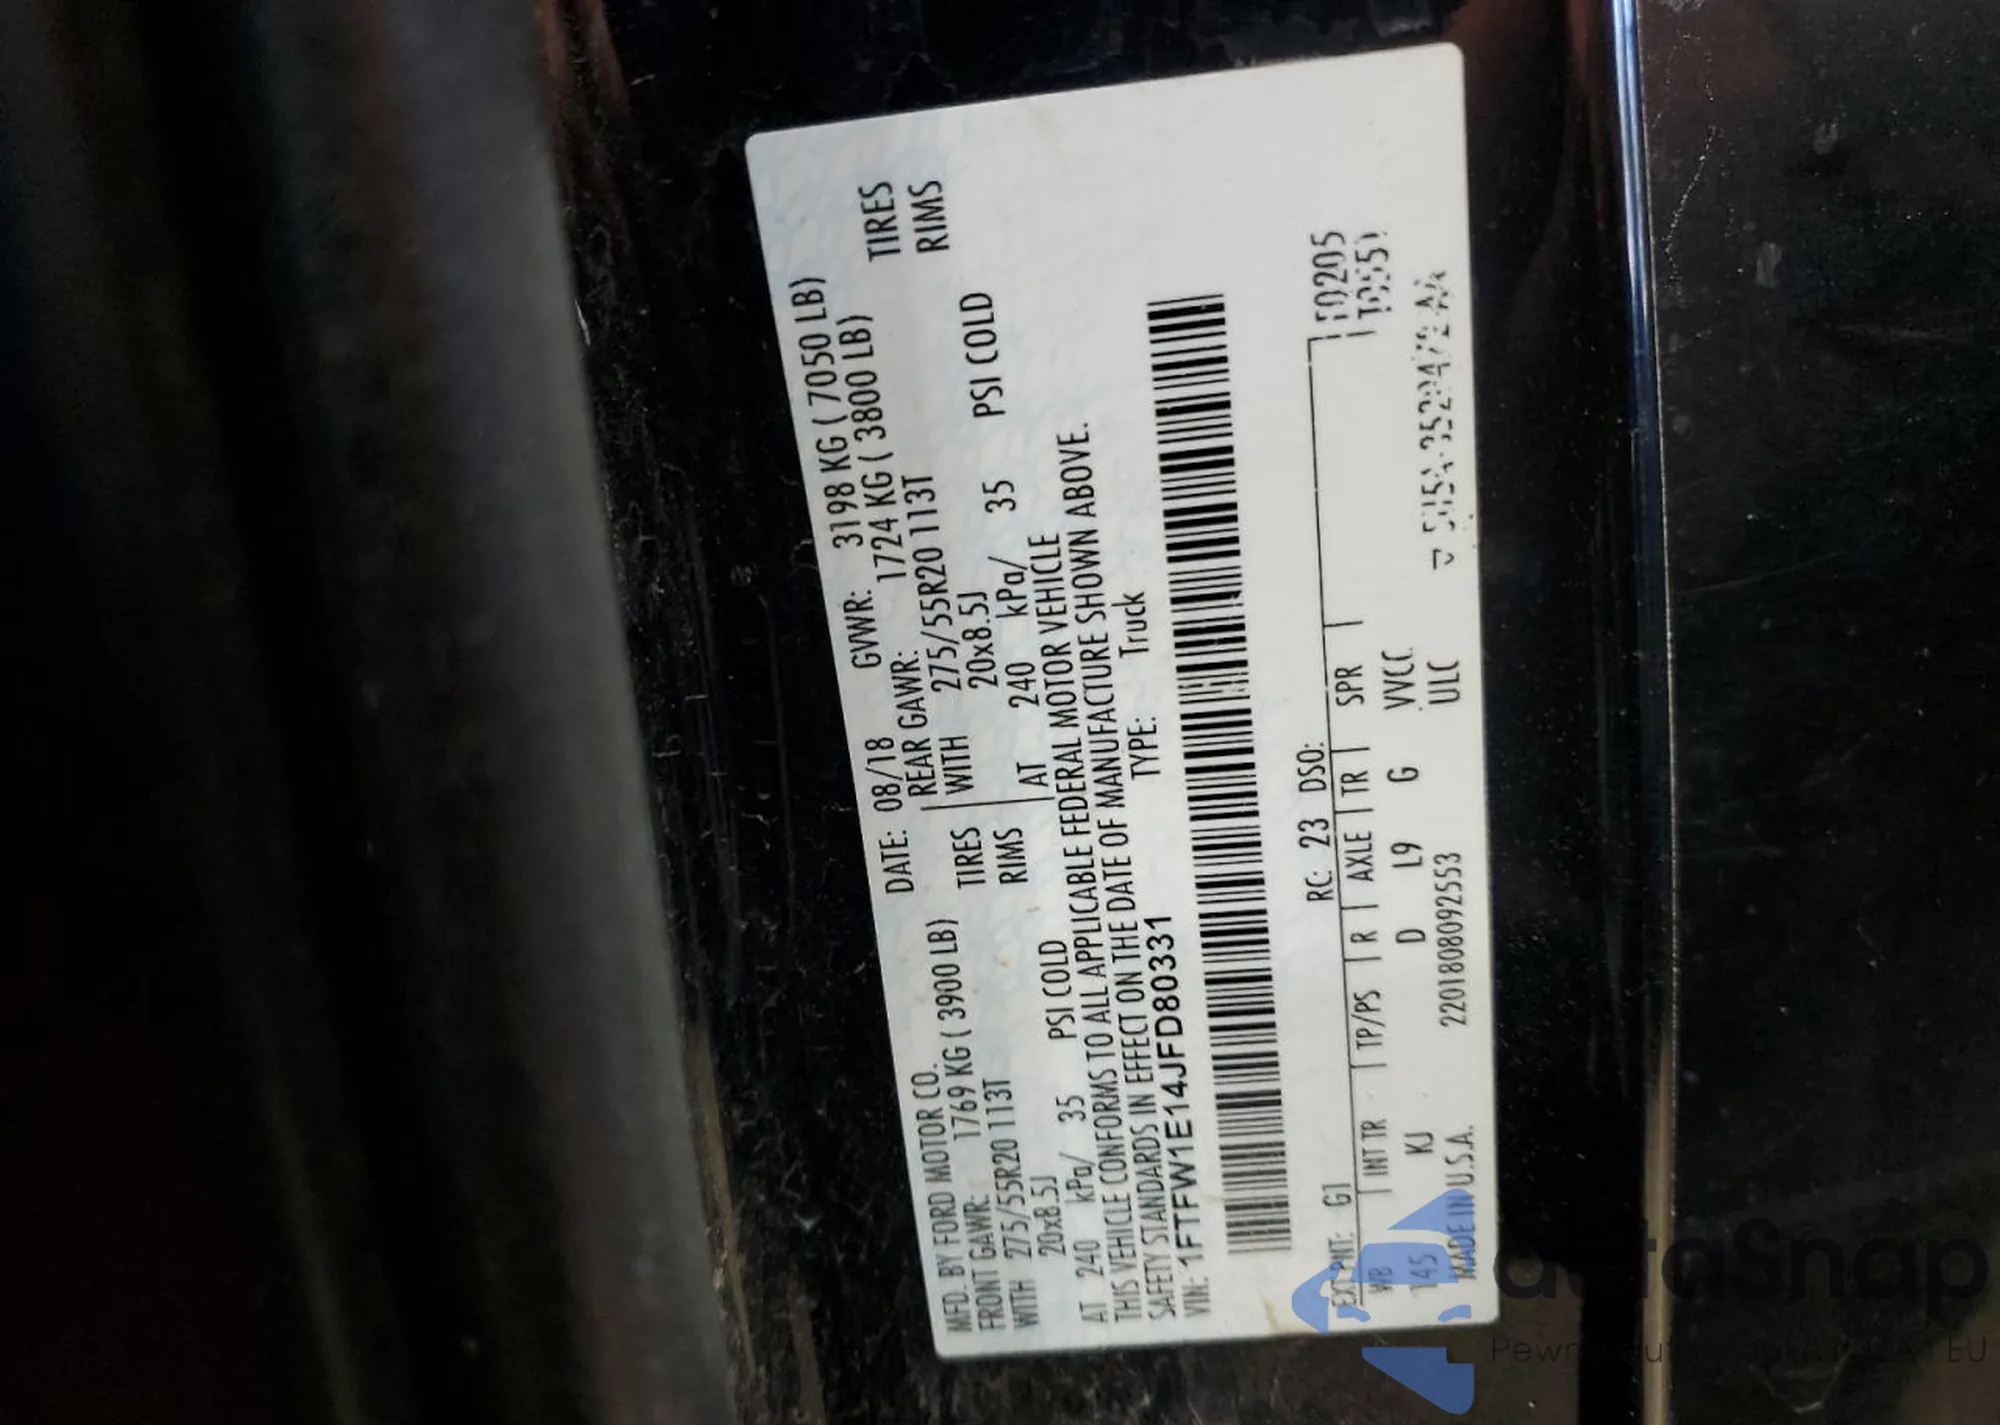 MFD. BY FORD MOTOR CO.
DATE: 08/18 GVWR: 3198 KG ( 7050 LB)
FRONT GAWR: 1769 KG ( 3900 LB) REAR GAWR: 1724 KG ( 3800 LB)
WITH 275/55R20 113T TIRES WITH 275/55R20 113T TIRES
20x8.5J RIMS 20x8.5J RIMS
AT 240 kPa/ 35 PSI COLD AT 240 kPa/ 35 PSI COLD
THIS VEHICLE CONFORMS TO ALL APPLICABLE FEDERAL MOTOR VEHICLE
SAFETY STANDARDS IN EFFECT ON THE DATE OF MANUFACTURE SHOWN ABOVE.
VIN: 1FTFW1E14JFD80331 TYPE: Truck
EXT PNT: G1 RC: 23 DSO:
WB INT TR TP/PS R AXLE TR SPR
145 KJ D L9 G
ULC
MADE IN U.S.A. 2201808092553
autaSnap
EU